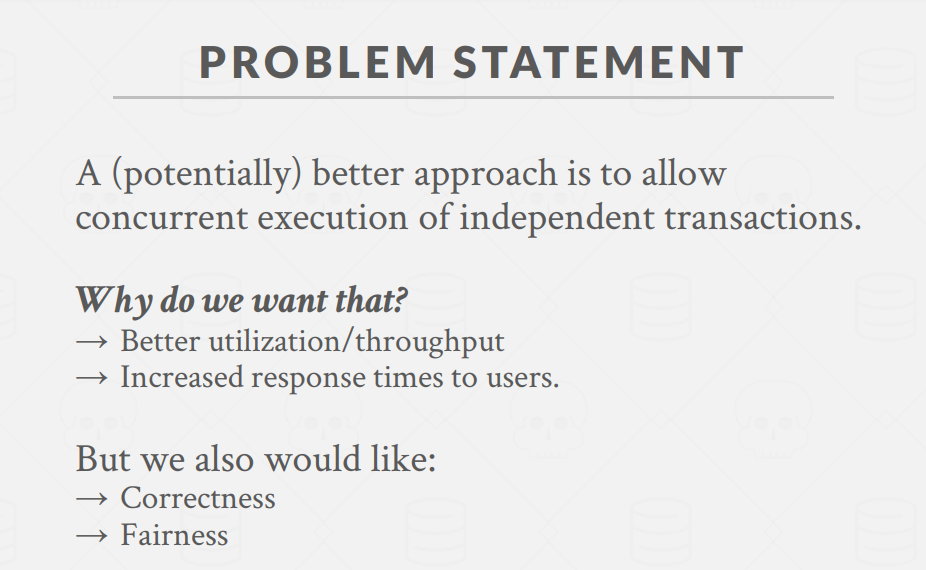 PROBLEM STATEMENT
A (potentially) better approach is to allow
concurrent execution of independent transactions.
Why do we want that?
→ Better utilization/throughput
→ Increased response times to users.
But we also would like:
→ Correctness
→ Fairness